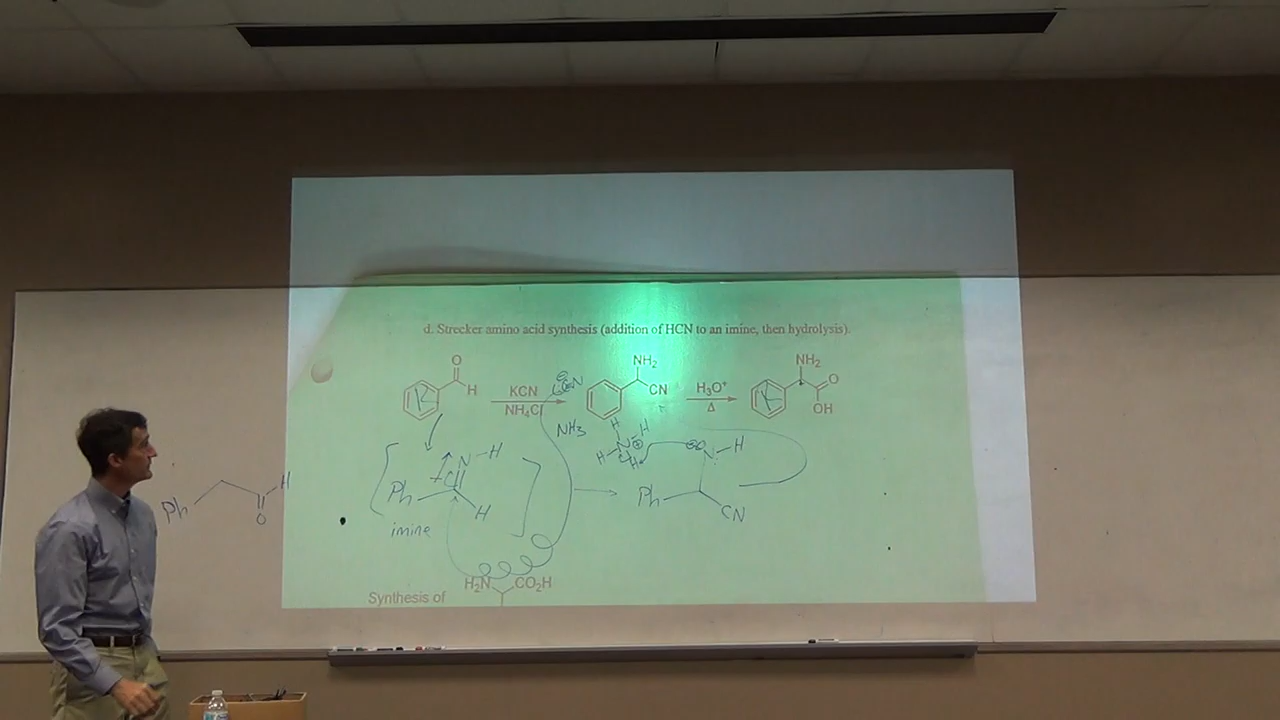 d. Strecker amino acid synthesis (addition of HCN to an imine, then hydrolysis).
O
H
KCN
NH₄Cl
⊖
C≡N
NH₃
NH₂
CN
H₃O⁺
Δ
NH₂
O
OH
R
Ph
N-H
H
imine
H
H
N⊕
H
H
⊖
N
H
Ph
CN
Ph
O
H
Synthesis of
H₂N
CO₂H